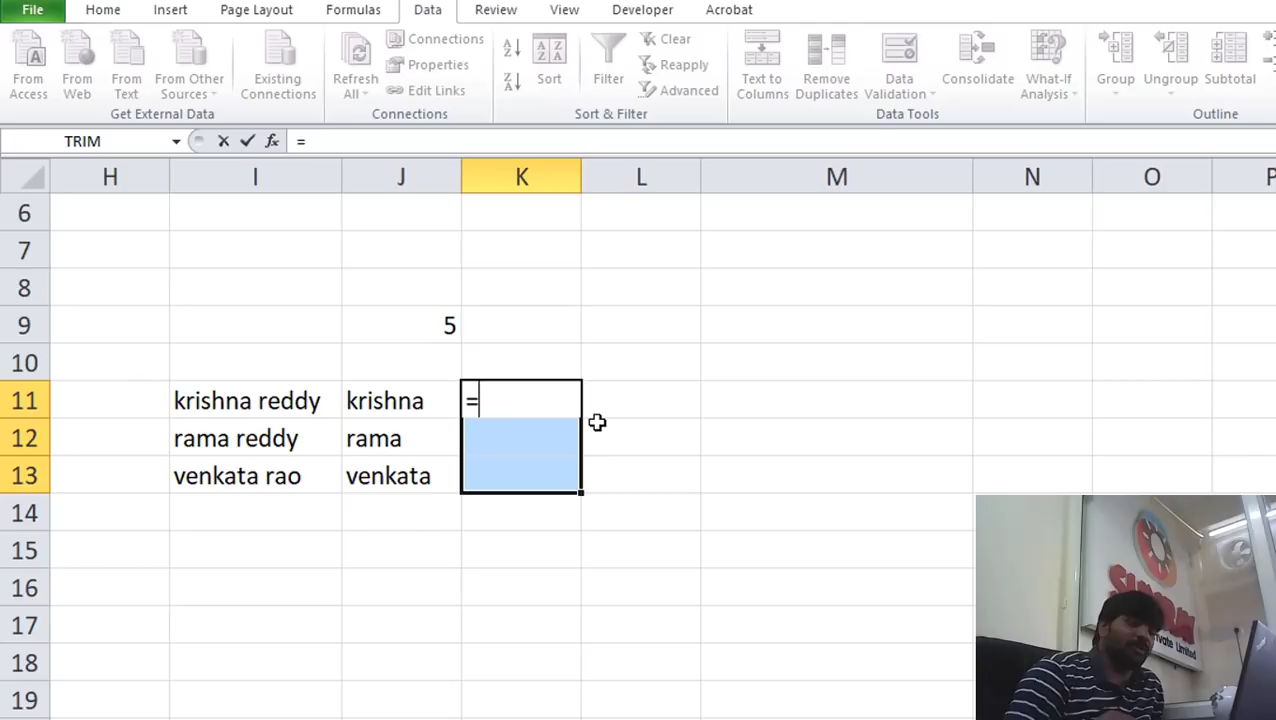 File Home Insert Page Layout Formulas Data Review View Developer Acrobat
From Access
From Web
From Text
From Other Sources
Existing Connections
Refresh All
Connections
Properties
Edit Links
Sort
Filter
Clear
Reapply
Advanced
Text to Columns
Remove Duplicates
Data Validation
Consolidate
What-If Analysis
Group
Ungroup
Subtotal
Get External Data Connections Sort & Filter Data Tools Outline
TRIM fx =
H I J K L M N O P
6
7
8
9 5
10
11 krishna reddy krishna =
12 rama reddy rama
13 venkata rao venkata
14
15
16
17
18
19
Private Limited